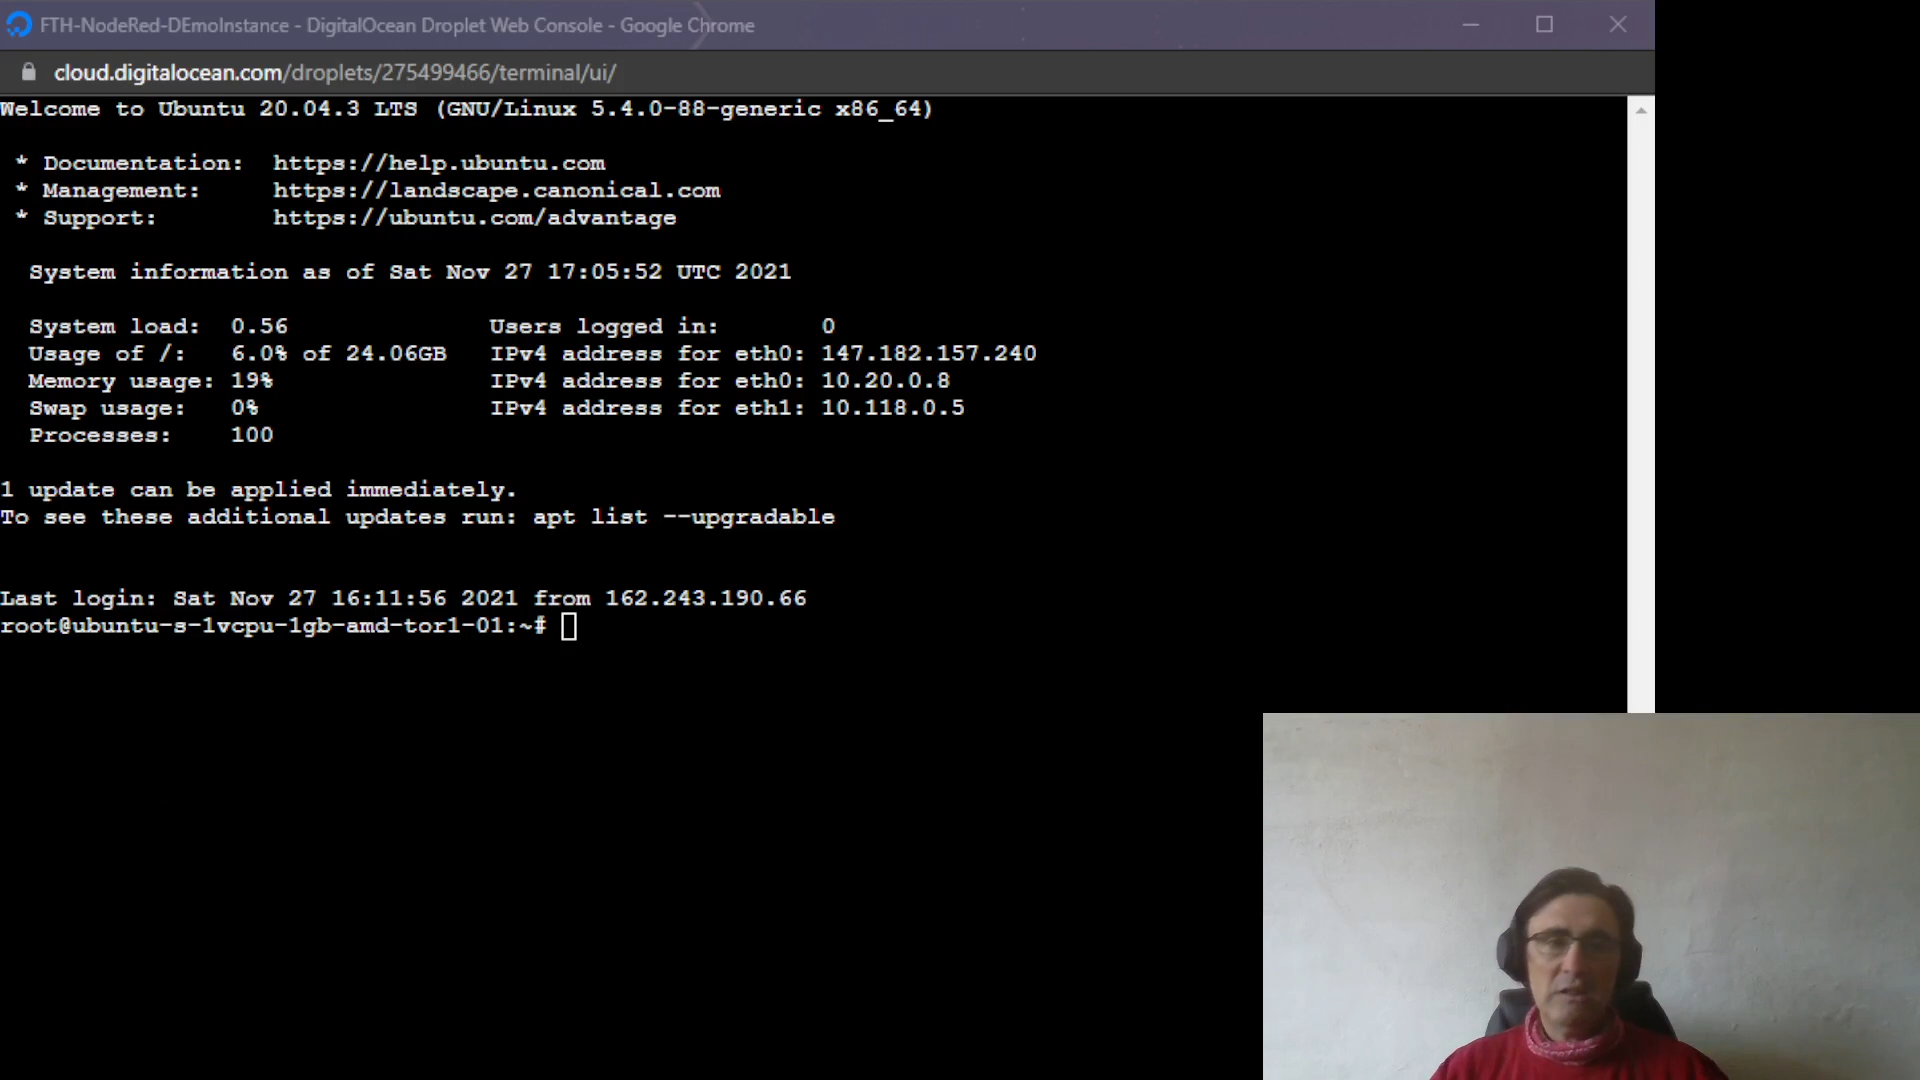 FTH-NodeRed-DEmoInstance - DigitalOcean Droplet Web Console - Google Chrome
cloud.digitalocean.com/droplets/275499466/terminal/ui/
Welcome to Ubuntu 20.04.3 LTS (GNU/Linux 5.4.0-88-generic x86_64)
* Documentation: https://help.ubuntu.com
* Management: https://landscape.canonical.com
* Support: https://ubuntu.com/advantage
System information as of Sat Nov 27 17:05:52 UTC 2021
System load: 0.56 Users logged in: 0
Usage of /: 6.0% of 24.06GB IPv4 address for eth0: 147.182.157.240
Memory usage: 19% IPv4 address for eth0: 10.20.0.8
Swap usage: 0% IPv4 address for eth1: 10.118.0.5
Processes: 100
1 update can be applied immediately.
To see these additional updates run: apt list --upgradable
Last login: Sat Nov 27 16:11:56 2021 from 162.243.190.66
root@ubuntu-s-1vcpu-1gb-amd-tor1-01:~#